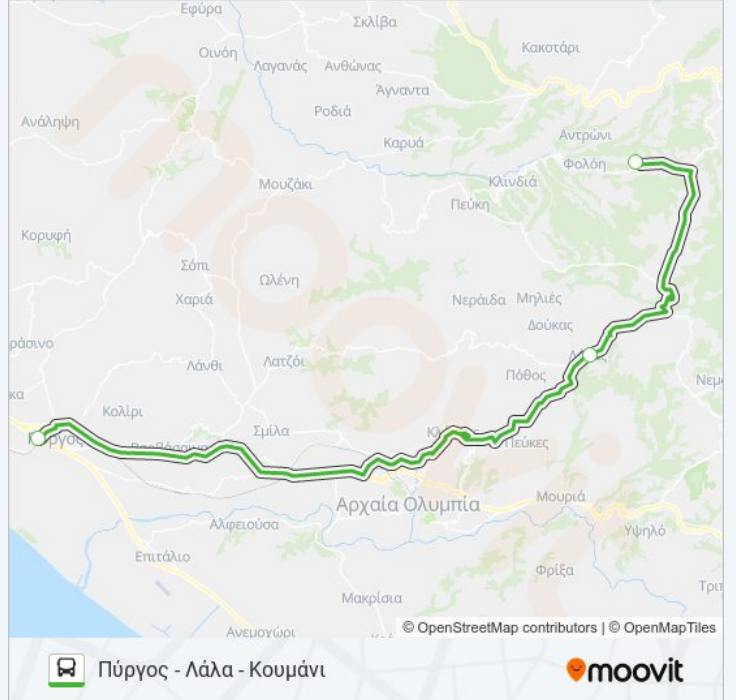 Εφύρα
Σκλίβα
Οινόη
Κακοτάρι
Λαγανάς
Ανθώνας
Άγναντα
Ροδιά
Ανάληψη
Αντρώνι
Καρυά
Φολόη
Κλινδιά
Μουζάκι
Πεύκη
Κορυφή
Σόπι
Ωλένη
Χαριά
Νεράιδα
Μηλιές
Δούκας
Λάνθι
Λατζόι
Πόθος
Κολίρι
Σμίλα
Πεύκες
Αρχαία Ολυμπία
Μουριά
Αλφειούσα
Υψηλό
Επιτάλιο
Φρίξα
Μακρίσια
Ανεμοχώρι
© OpenStreetMap contributors | © OpenMapTiles
Πύργος - Λάλα - Κουμάνι
moovit